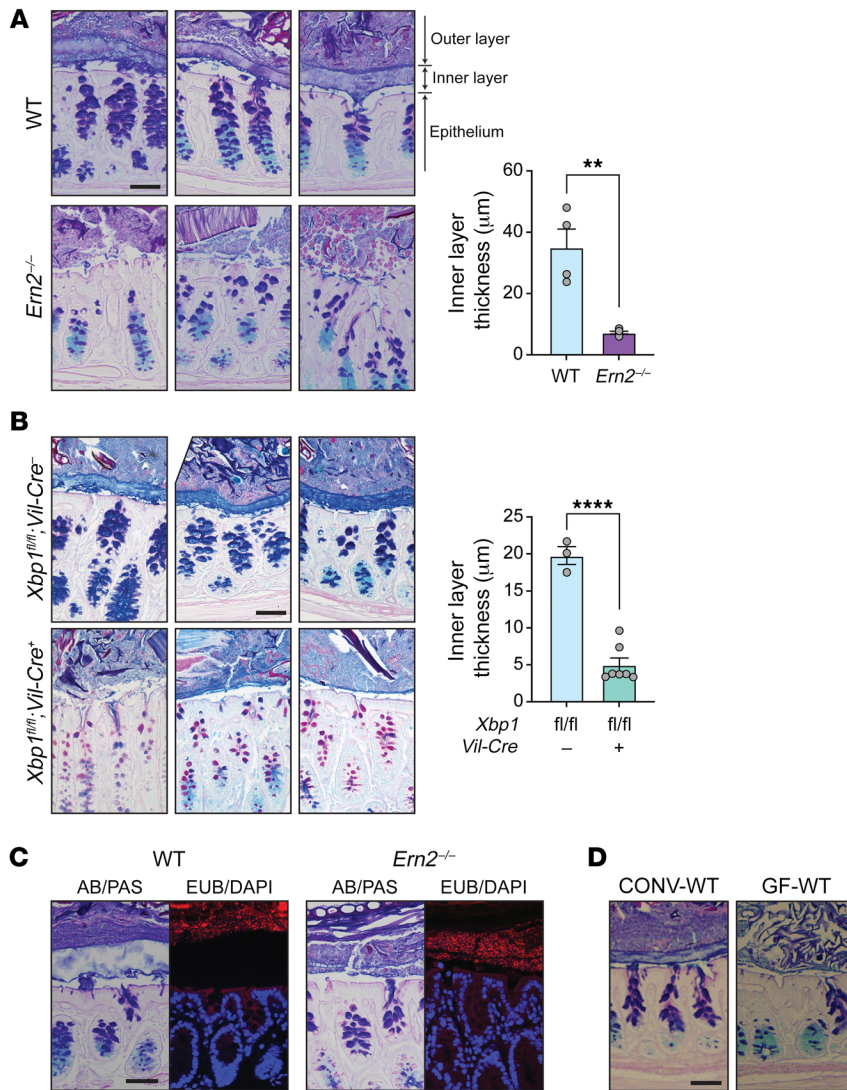 A
WT
Outer layer
Inner layer
Epithelium
Ern2–/–
Inner layer
thickness (μm)
60
40
20
0
**
WT
Ern2–/–
B
Xbp1fl/fl;Vil-Cre–
Xbp1fl/fl;Vil-Cre+
Inner layer
thickness (μm)
25
20
15
10
5
0
****
Xbp1 fl/fl fl/fl
Vil-Cre – +
C
WT
Ern2–/–
AB/PAS EUB/DAPI AB/PAS EUB/DAPI
D
CONV-WT GF-WT